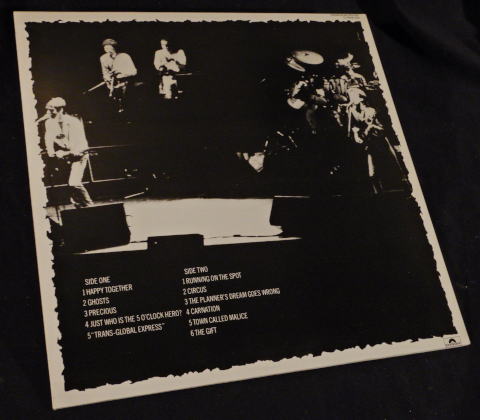 SIDE ONE
1 HAPPY TOGETHER
2 GHOSTS
3 PRECIOUS
4 JUST WHO IS THE 5 O'CLOCK HERO?
5 "TRANS-GLOBAL EXPRESS"
SIDE TWO
1 RUNNING ON THE SPOT
2 CIRCUS
3 THE PLANNER'S DREAM GOES WRONG
4 CARNATION
5 TOWN CALLED MALICE
6 THE GIFT